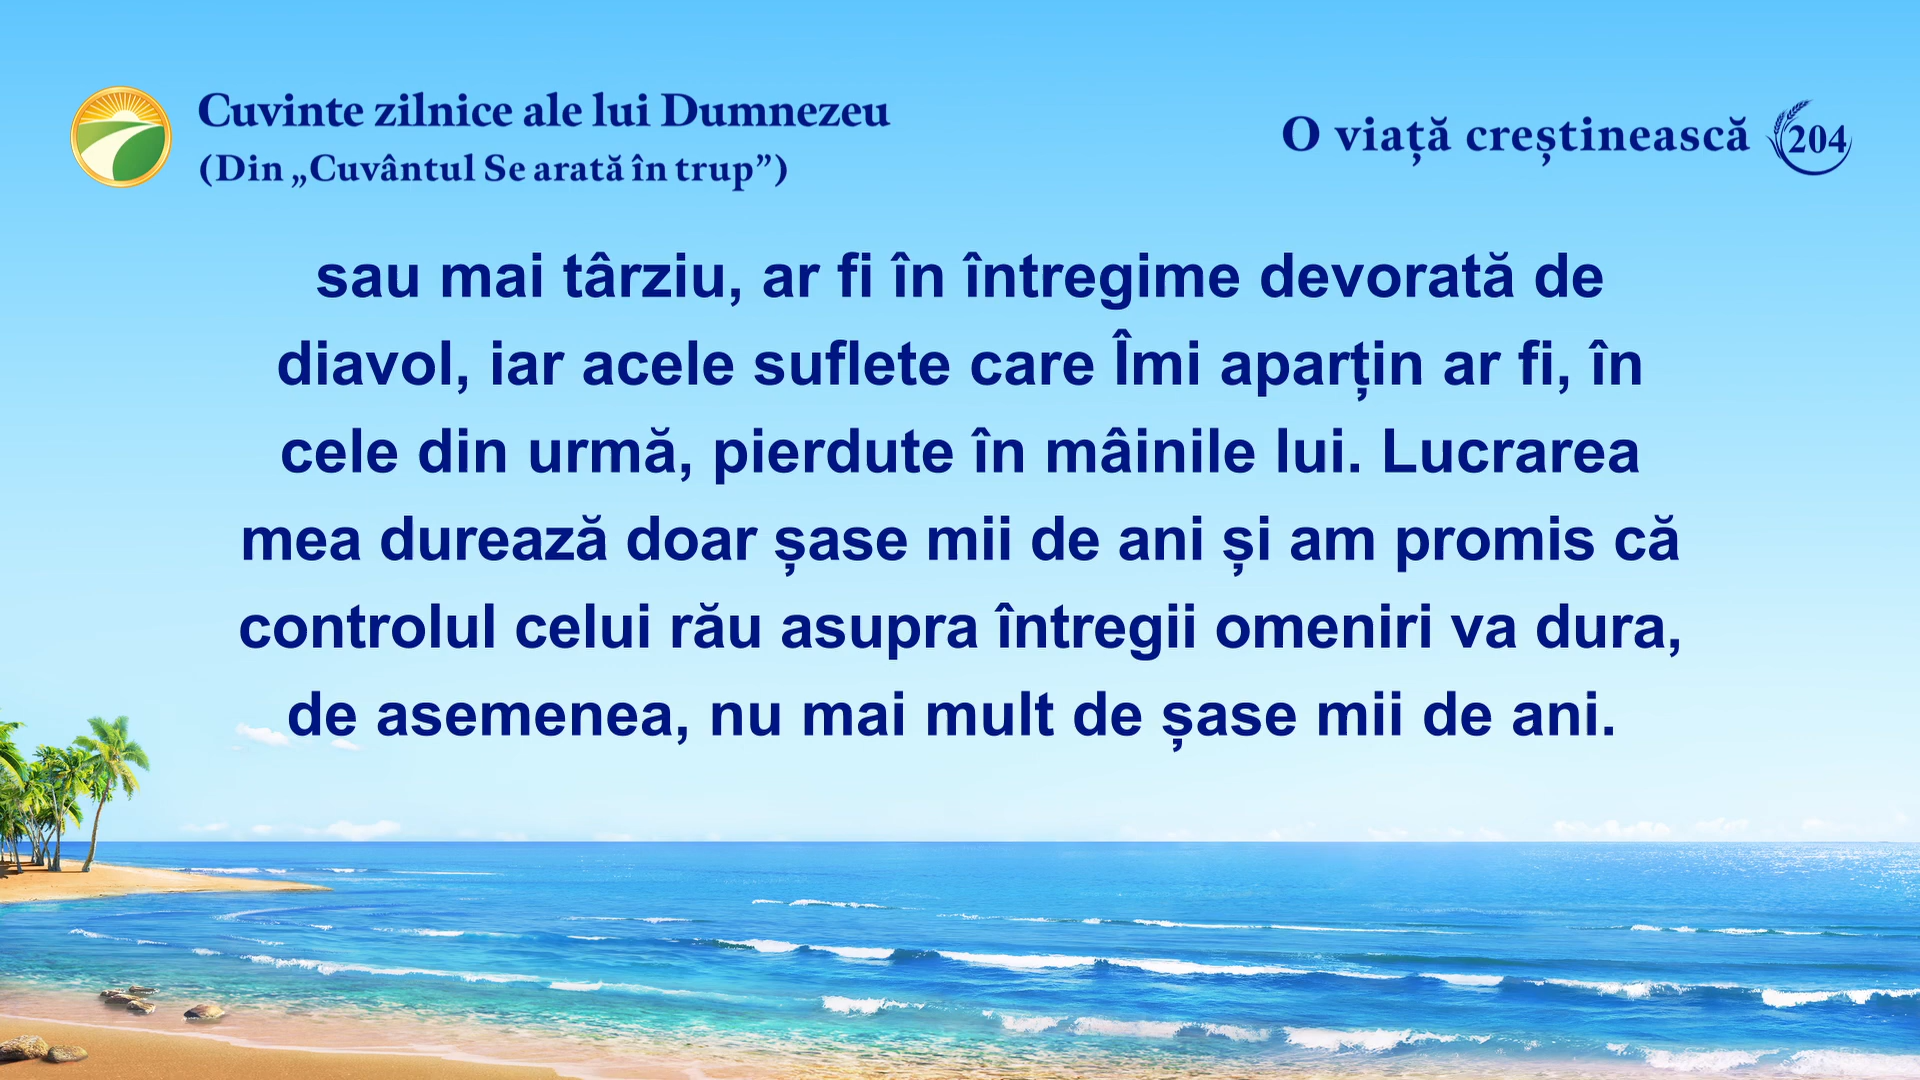 Cuvinte zilnice ale lui Dumnezeu
(Din „Cuvântul Se arată în trup”)
O viață creștinească 204
sau mai târziu, ar fi în întregime devorată de
diavol, iar acele suflete care Îmi aparțin ar fi, în
cele din urmă, pierdute în mâinile lui. Lucrarea
mea durează doar șase mii de ani și am promis că
controlul celui rău asupra întregii omeniri va dura,
de asemenea, nu mai mult de șase mii de ani.